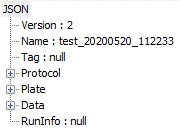 JSON
Version : 2
Name : test_20200520_112233
Tag : null
Protocol
Plate
Data
RunInfo : null